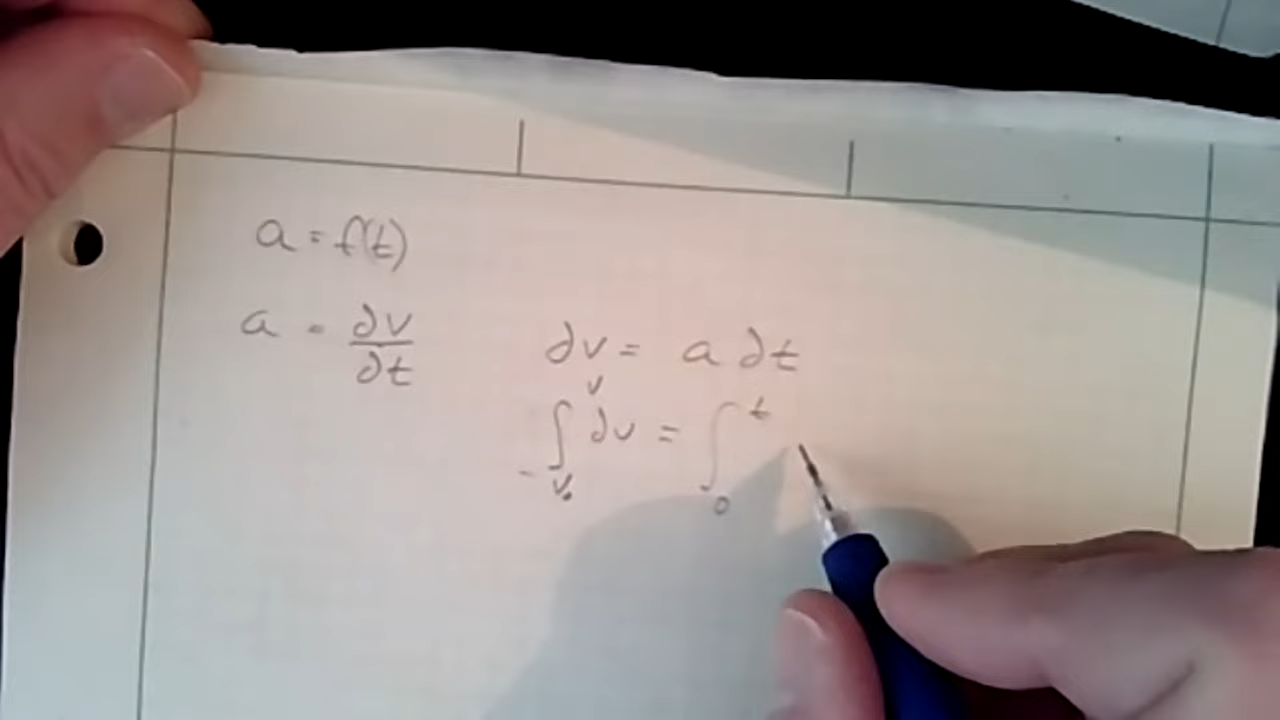 a = f(t)
a = ∂v/∂t
∂v = a ∂t
∫_{v₀}^{v} ∂v = ∫_{0}^{t}